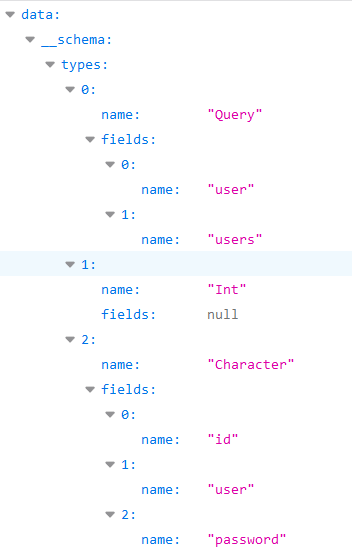 data:
__schema:
types:
0:
name: "Query"
fields:
0:
name: "user"
1:
name: "users"
1:
name: "Int"
fields: null
2:
name: "Character"
fields:
0:
name: "id"
1:
name: "user"
2:
name: "password"